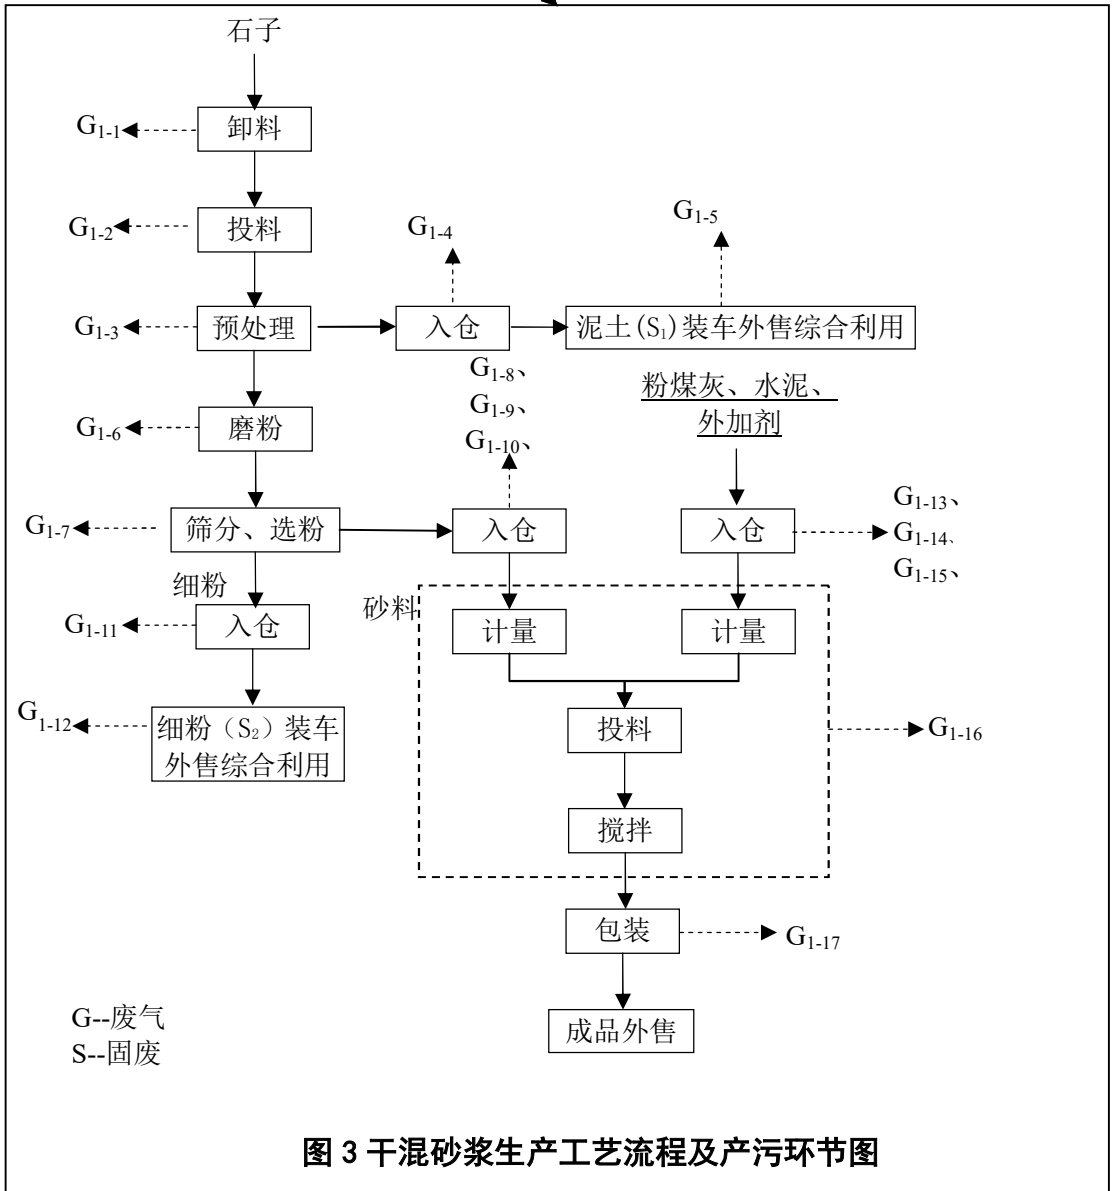 石子
G1-1
卸料
G1-2
投料
G1-4
G1-5
G1-3
预处理
入仓
泥土(S1)装车外售综合利用
G1-8、
G1-9、
G1-10、
粉煤灰、水泥、
外加剂
G1-6
磨粉
G1-7
筛分、选粉
入仓
入仓
G1-13、
G1-14、
G1-15、
细粉
砂料
G1-11
入仓
计量
计量
G1-12
细粉（S2）装车
外售综合利用
投料
G1-16
搅拌
包装
G1-17
成品外售
G--废气
S--固废
图 3 干混砂浆生产工艺流程及产污环节图